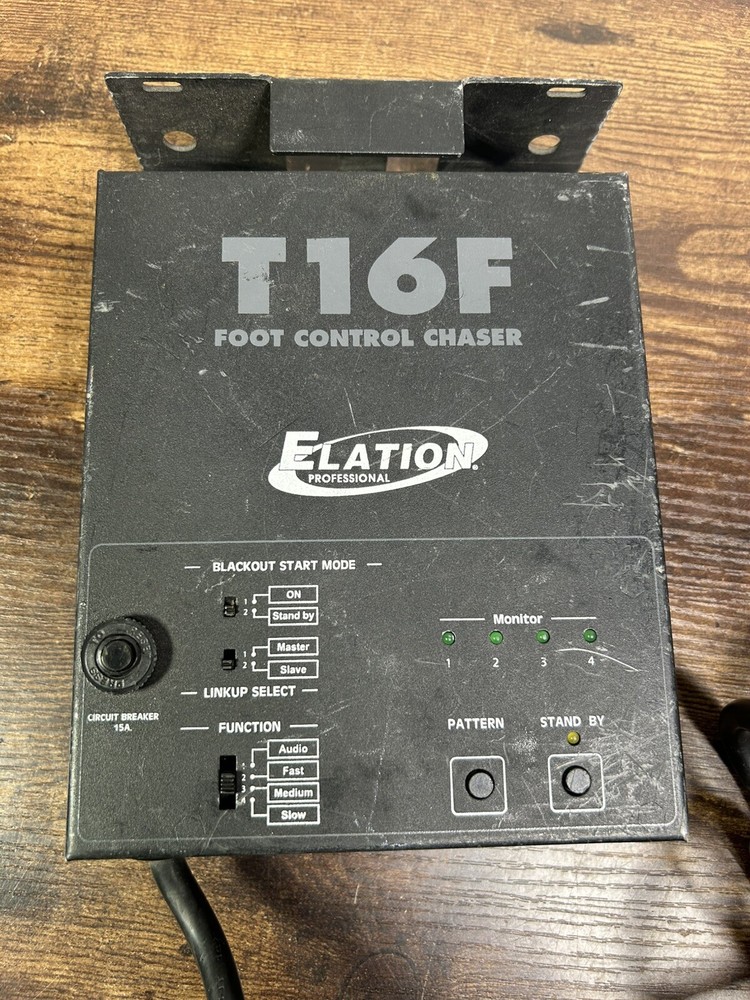 T16F
FOOT CONTROL CHASER
ELATION®
PROFESSIONAL
BLACKOUT START MODE
1 ON
2 Stand by
1 Master
2 Slave
LINKUP SELECT
FUNCTION
1 Audio
2 Fast
3 Medium
4 Slow
CIRCUIT BREAKER
15A.
Monitor
1 2 3 4
PATTERN
STAND BY